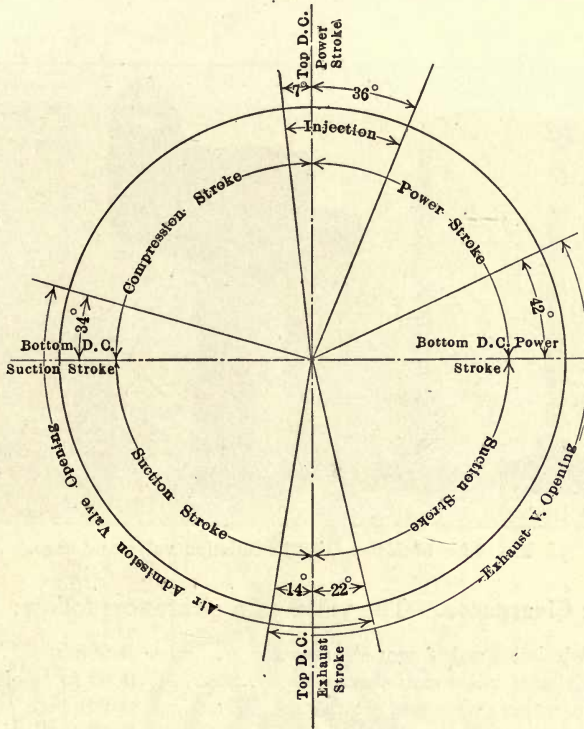 Top D.C.
Power
Stroke
7°
36°
Injection
Compression Stroke
Power Stroke
34°
42°
Bottom D.C.
Suction Stroke
Bottom D.C. Power
Stroke
Suction Stroke
Suction Stroke
Air Admission Valve Opening
Exhaust V. Opening
14°
22°
Top D.C.
Exhaust
Stroke